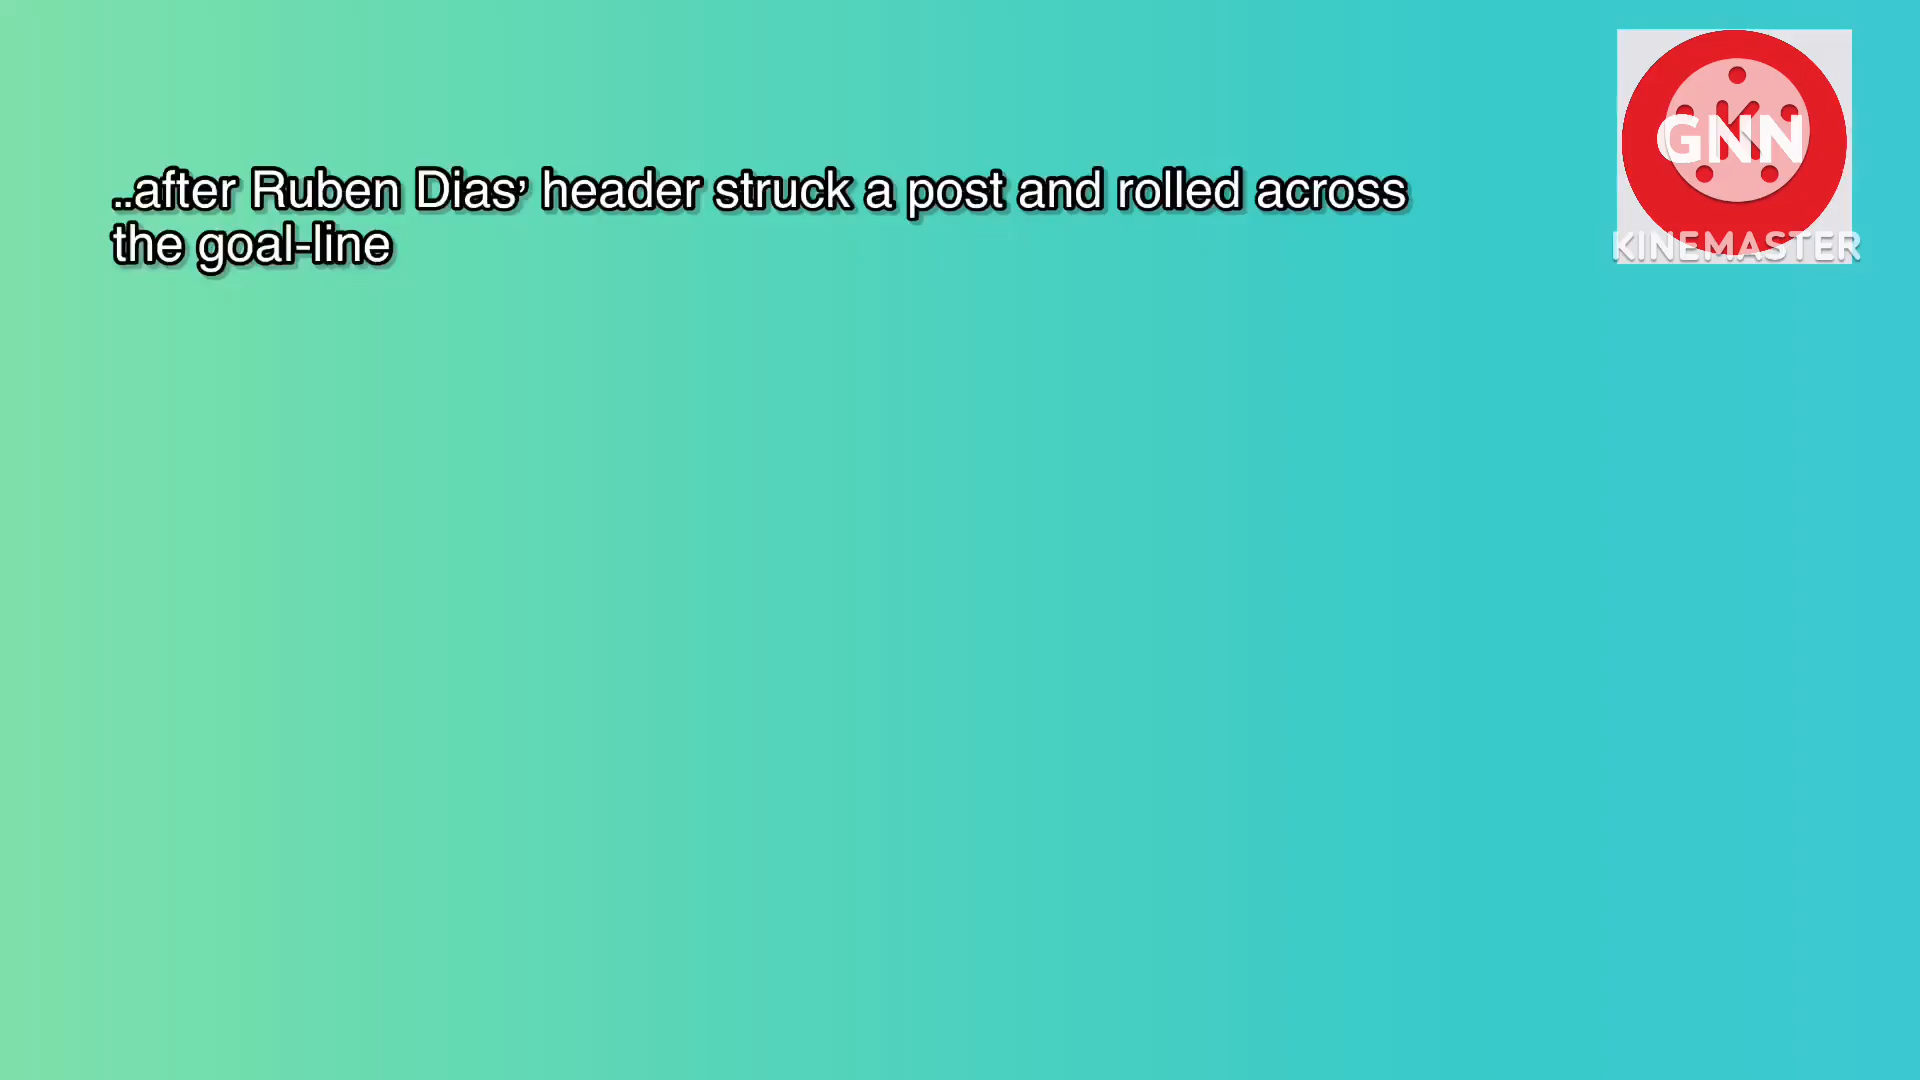 ..after Ruben Dias’ header struck a post and rolled across
the goal-line
GNN
KINEMASTER